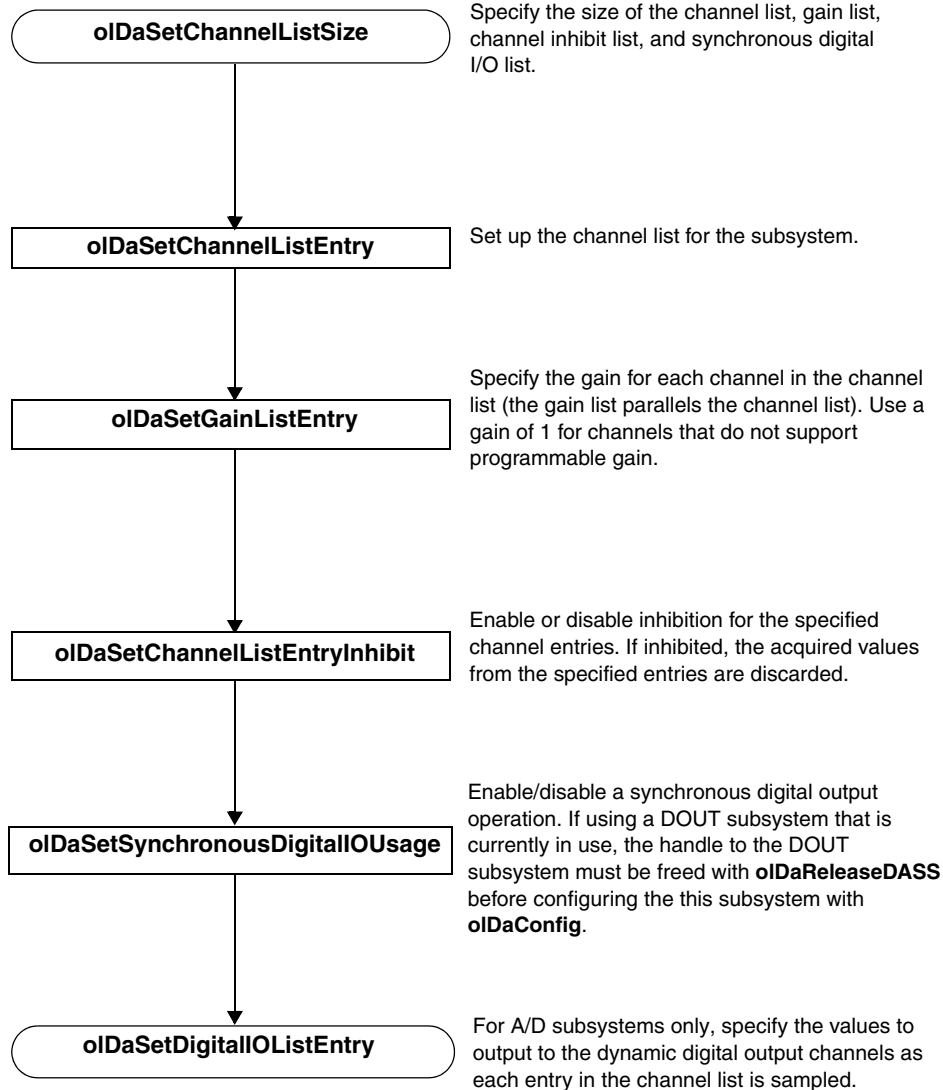 olDaSetChannelListSize
Specify the size of the channel list, gain list,
channel inhibit list, and synchronous digital
I/O list.
olDaSetChannelListEntry
Set up the channel list for the subsystem.
olDaSetGainListEntry
Specify the gain for each channel in the channel
list (the gain list parallels the channel list). Use a
gain of 1 for channels that do not support
programmable gain.
olDaSetChannelListEntryInhibit
Enable or disable inhibition for the specified
channel entries. If inhibited, the acquired values
from the specified entries are discarded.
olDaSetSynchronousDigitalIOUsage
Enable/disable a synchronous digital output
operation. If using a DOUT subsystem that is
currently in use, the handle to the DOUT
subsystem must be freed with olDaReleaseDASS
before configuring the this subsystem with
olDaConfig.
olDaSetDigitalIOListEntry
For A/D subsystems only, specify the values to
output to the dynamic digital output channels as
each entry in the channel list is sampled.